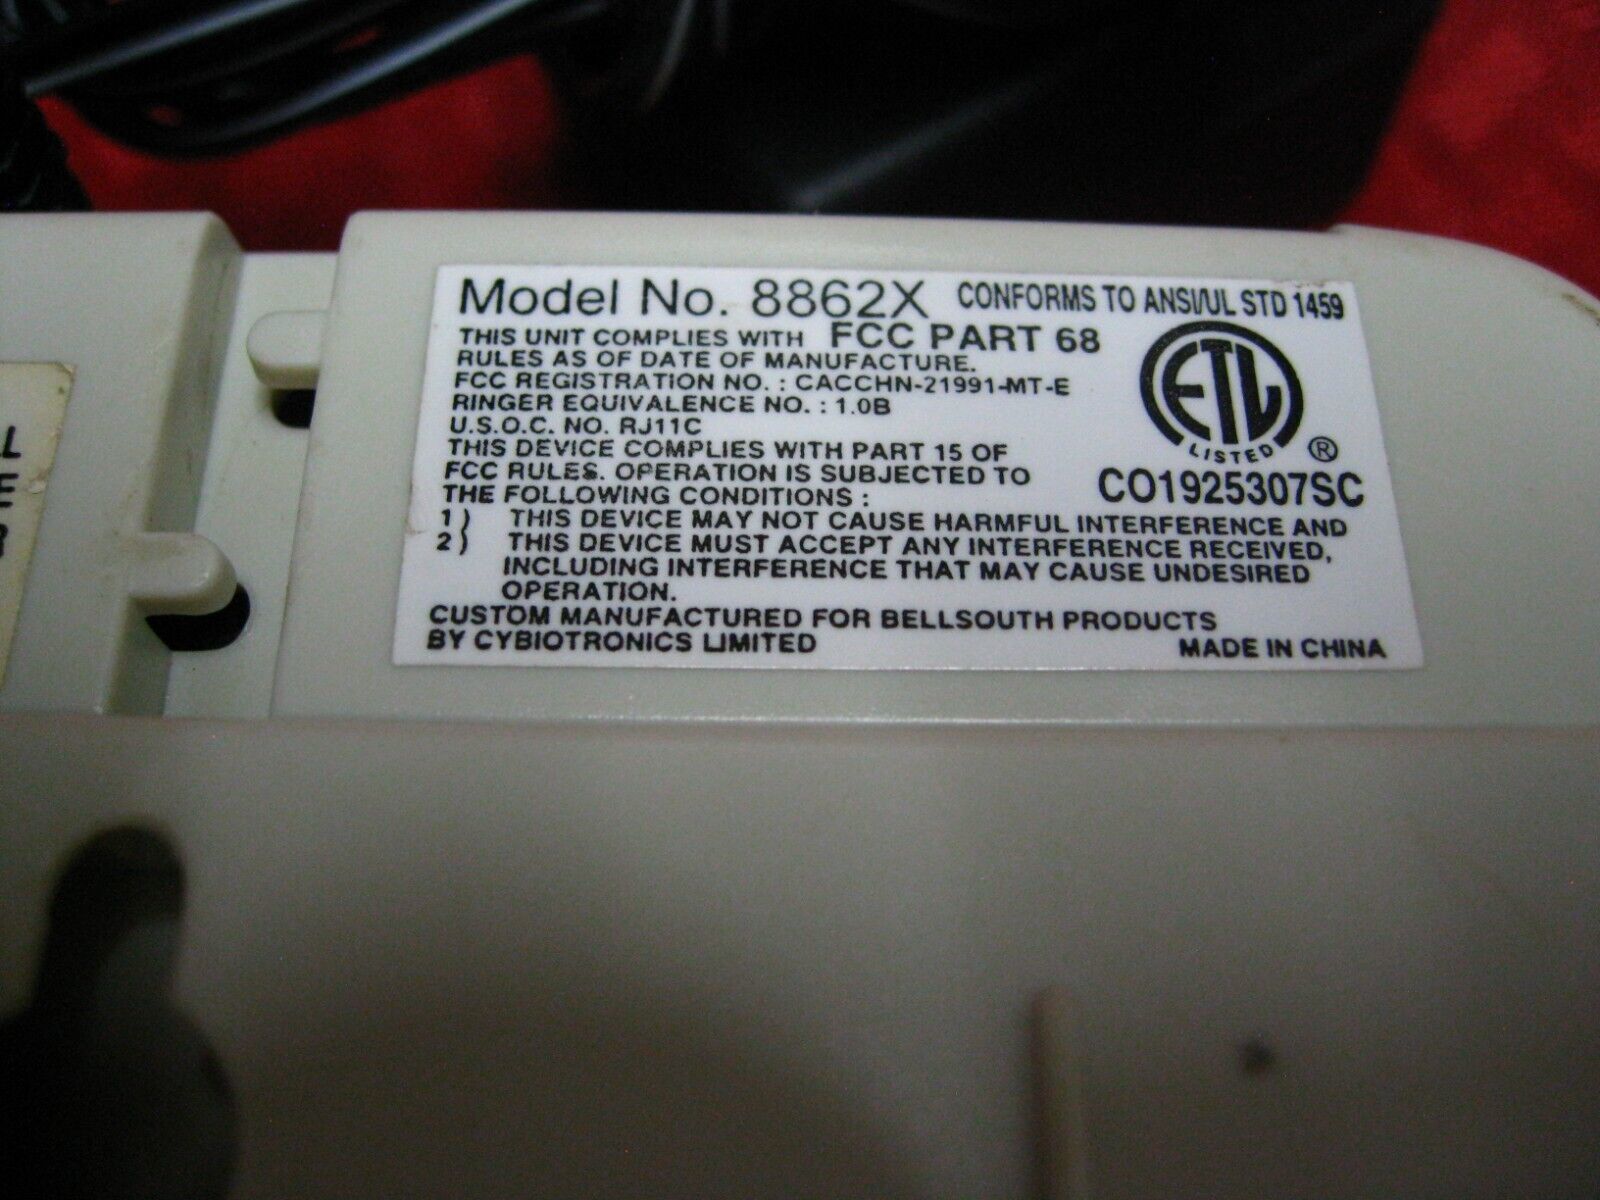 Model No. 8862X CONFORMS TO ANSI/UL STD 1459
THIS UNIT COMPLIES WITH FCC PART 68
RULES AS OF DATE OF MANUFACTURE.
FCC REGISTRATION NO. : CACCHN-21991-MT-E
RINGER EQUIVALENCE NO. : 1.0B
U.S.O.C. NO. RJ11C
THIS DEVICE COMPLIES WITH PART 15 OF
FCC RULES. OPERATION IS SUBJECTED TO
THE FOLLOWING CONDITIONS :
1) THIS DEVICE MAY NOT CAUSE HARMFUL INTERFERENCE AND
2) THIS DEVICE MUST ACCEPT ANY INTERFERENCE RECEIVED,
INCLUDING INTERFERENCE THAT MAY CAUSE UNDESIRED
OPERATION.
CUSTOM MANUFACTURED FOR BELLSOUTH PRODUCTS
BY CYBIOTRONICS LIMITED MADE IN CHINA
ETL
LISTED ®
CO1925307SC